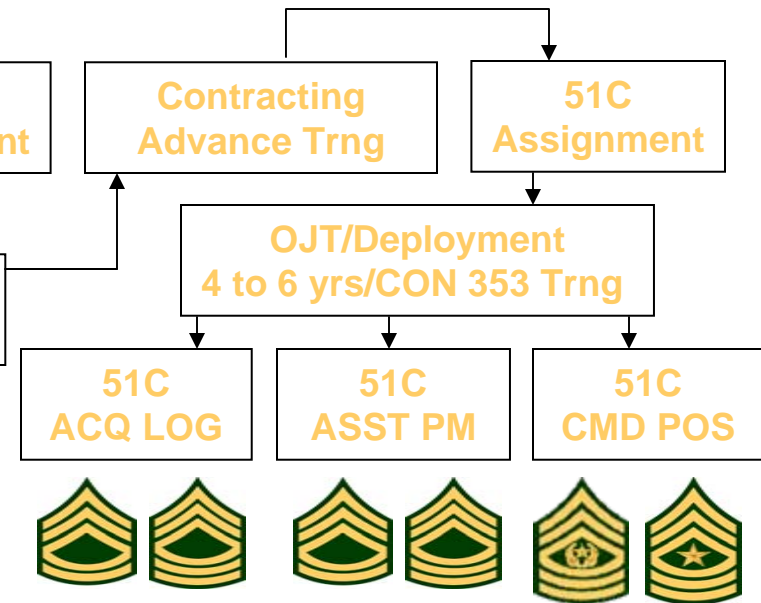 Contracting
Advance Trng
51C
Assignment
OJT/Deployment
4 to 6 yrs/CON 353 Trng
51C
ACQ LOG
51C
ASST PM
51C
CMD POS